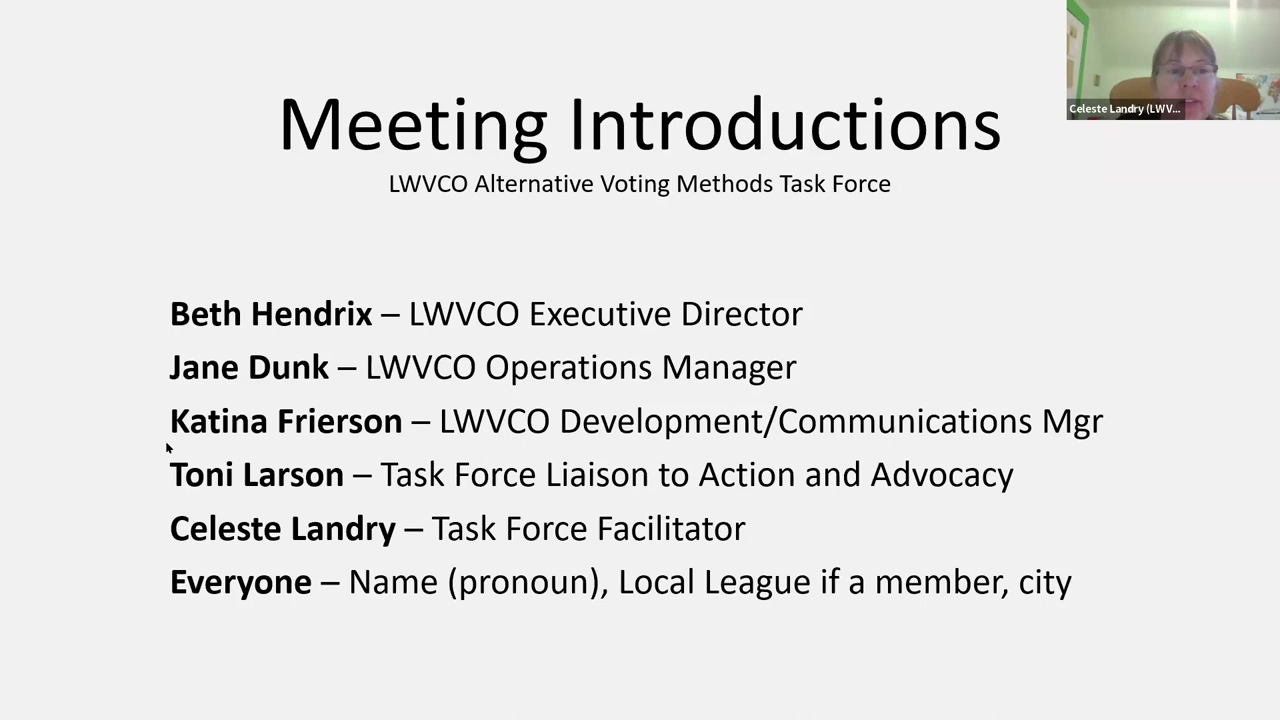 Meeting Introductions
LWVCO Alternative Voting Methods Task Force
Celeste Landry (LWV...
Beth Hendrix – LWVCO Executive Director
Jane Dunk – LWVCO Operations Manager
Katina Frierson – LWVCO Development/Communications Mgr
Toni Larson – Task Force Liaison to Action and Advocacy
Celeste Landry – Task Force Facilitator
Everyone – Name (pronoun), Local League if a member, city